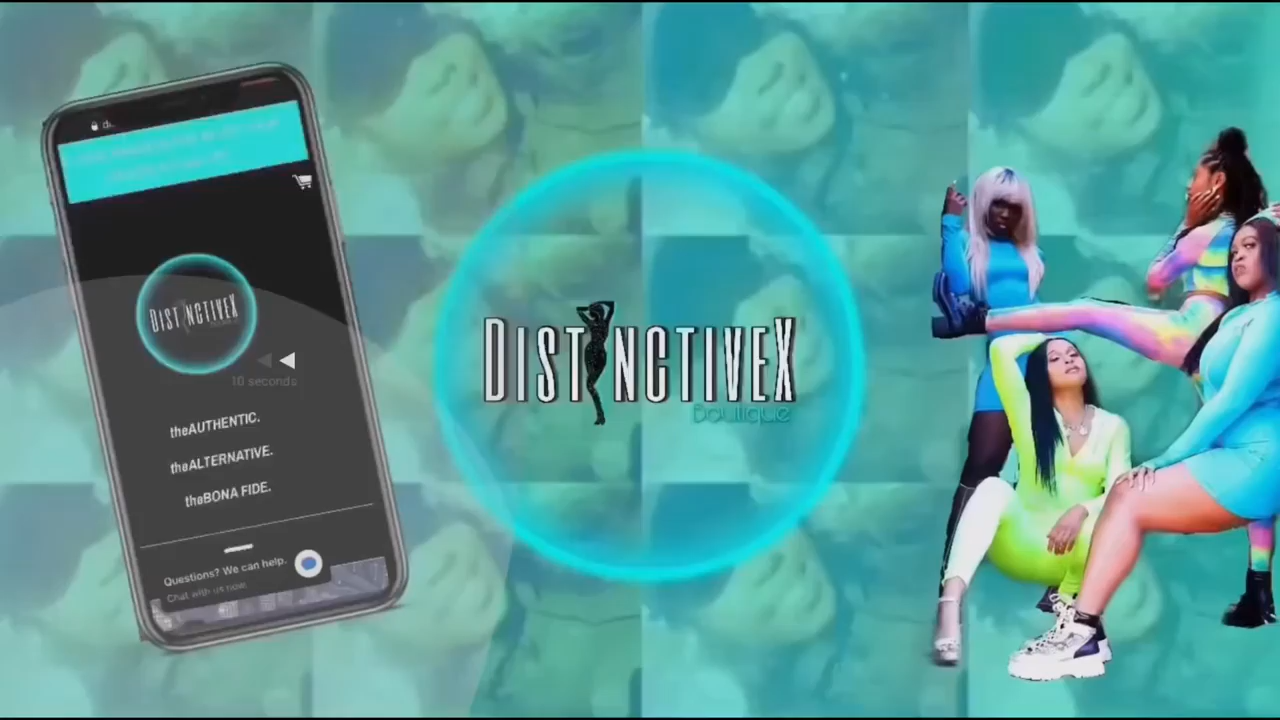 d.
DISTINCTIVEX
10 seconds
theAUTHENTIC.
theALTERNATIVE.
theBONA FIDE.
Questions? We can help.
Chat with us now.
DISTINCTIVEX
Boutique